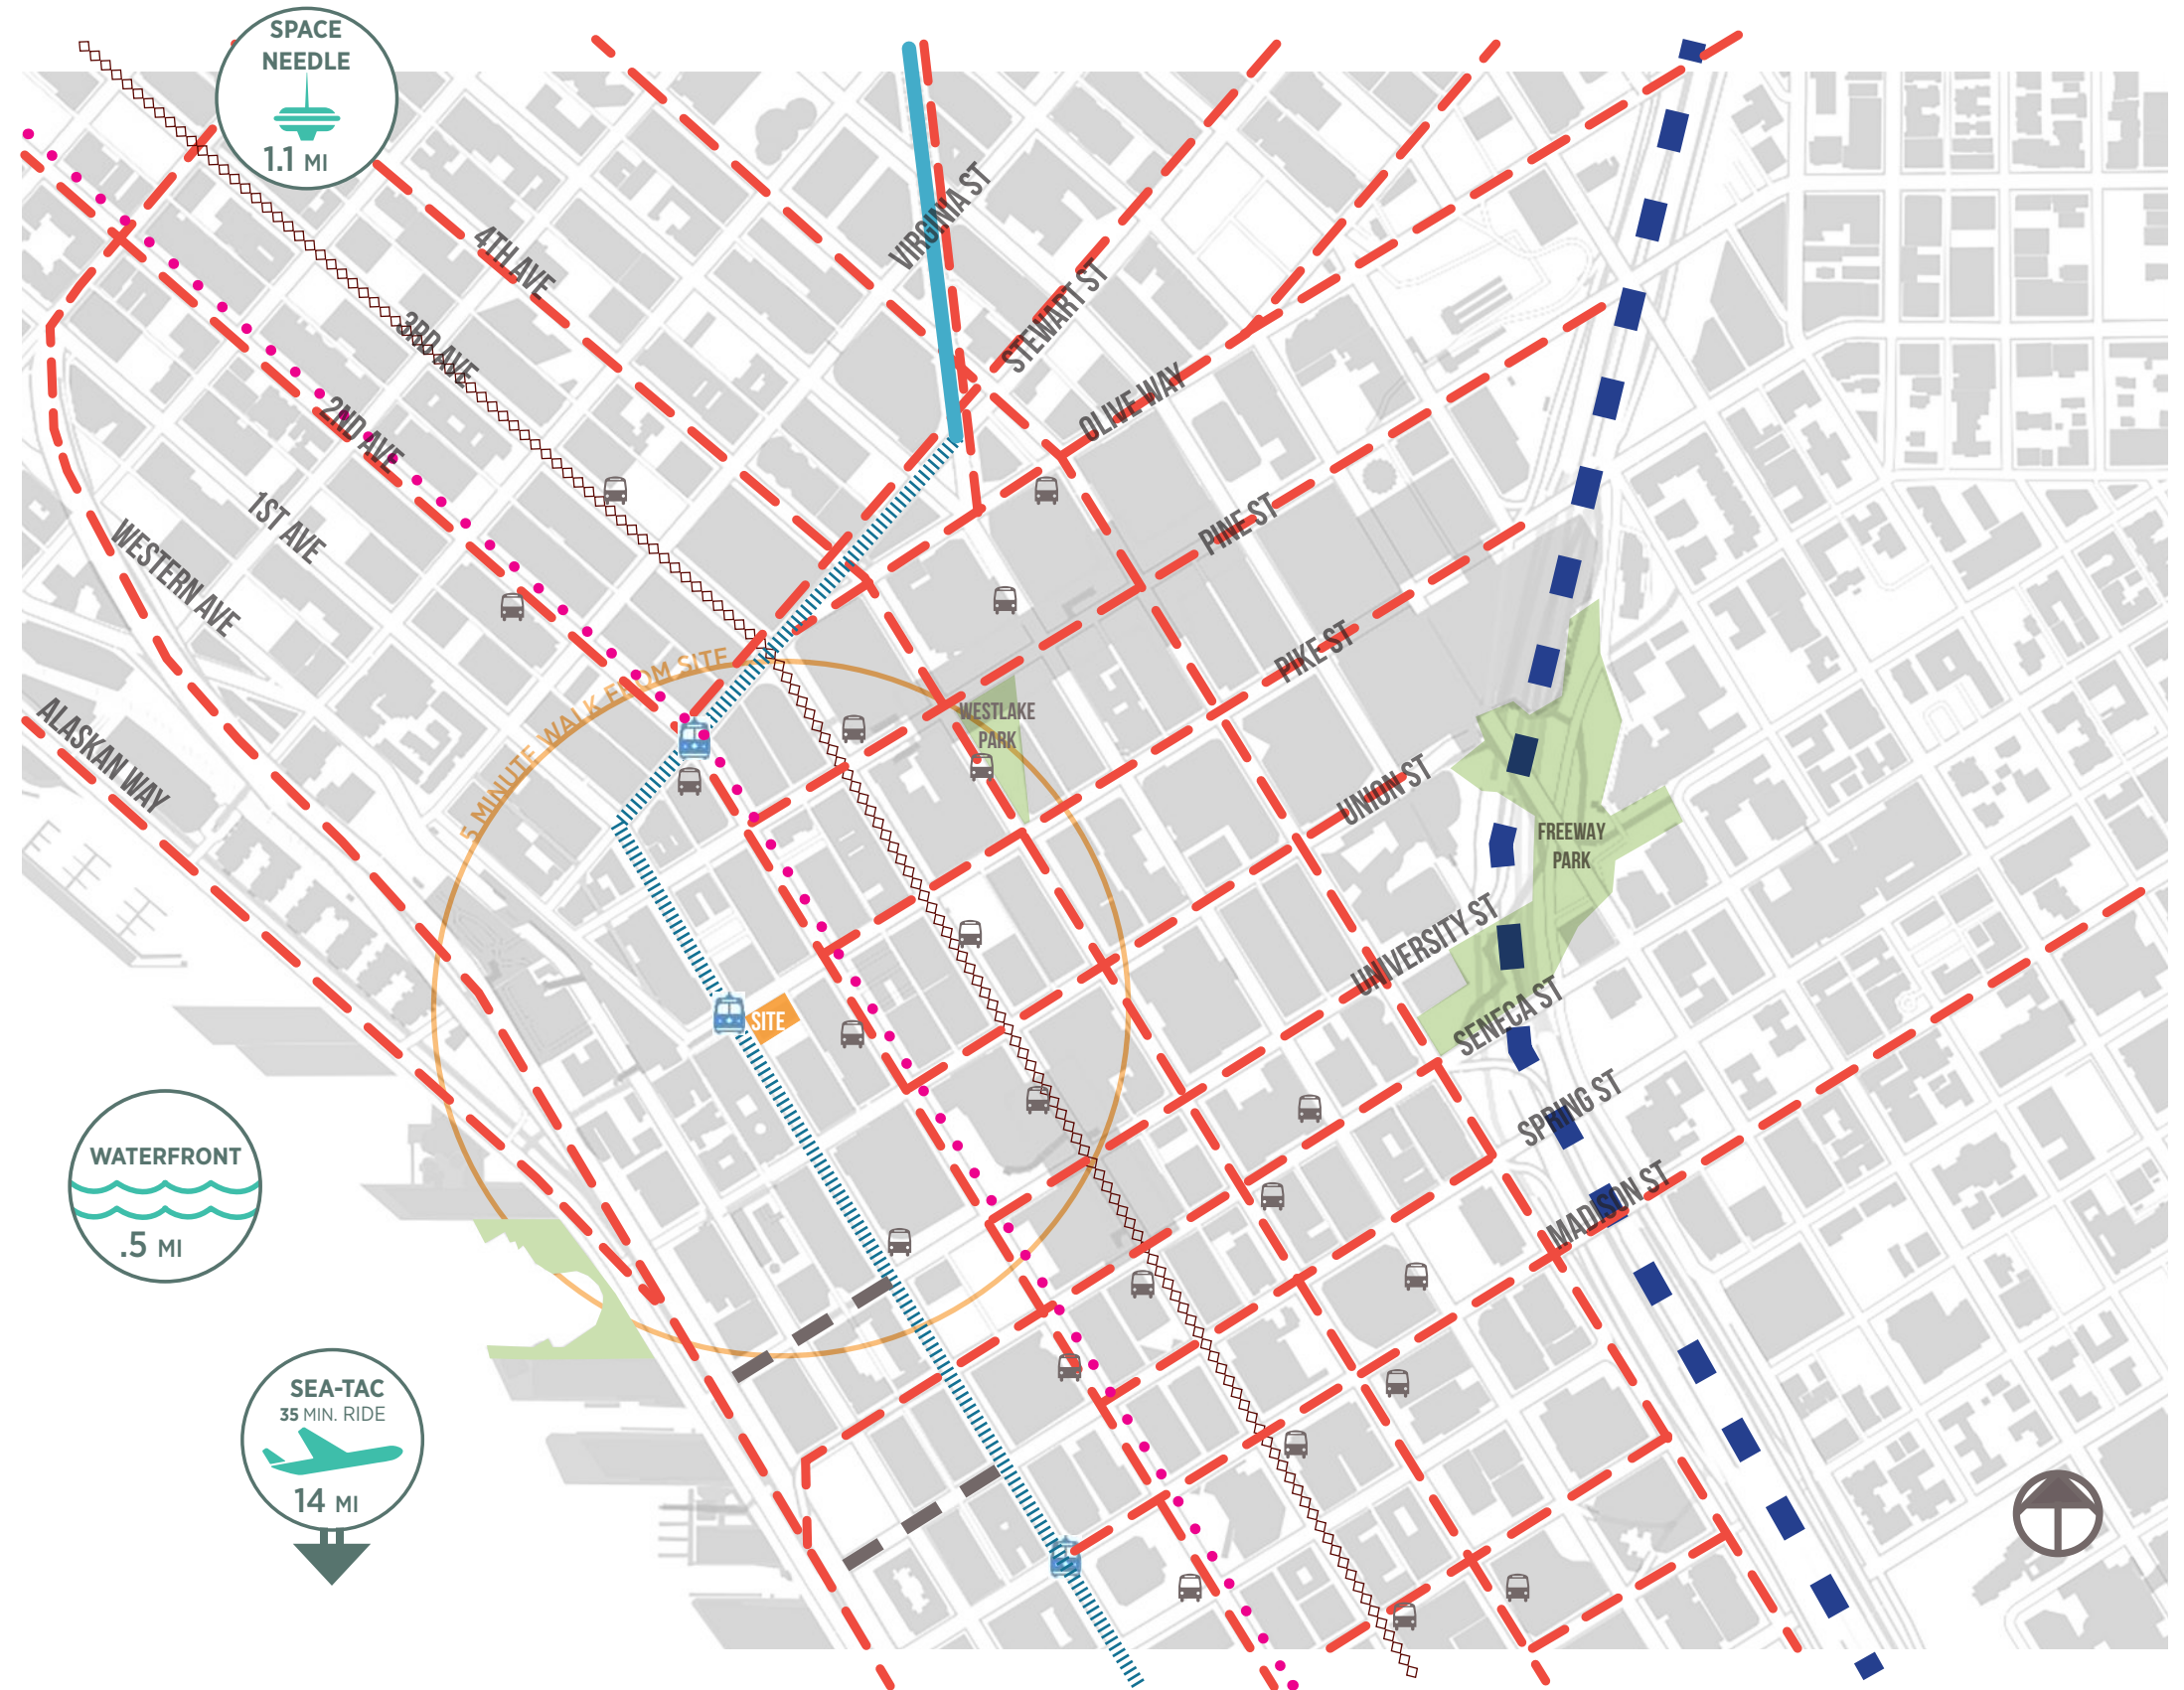 SPACE
NEEDLE
1.1 MI
VIRGINIA ST
4TH AVE
STEWART ST
3RD AVE
OLIVE WAY
2ND AVE
PINE ST
1ST AVE
WESTERN AVE
PIKE ST
5 MINUTE WALK FROM SITE
WESTLAKE
PARK
ALASKAN WAY
UNION ST
FREEWAY
PARK
UNIVERSITY ST
SITE
SENECA ST
SPRING ST
WATERFRONT
.5 MI
MADISON ST
SEA-TAC
35 MIN. RIDE
14 MI